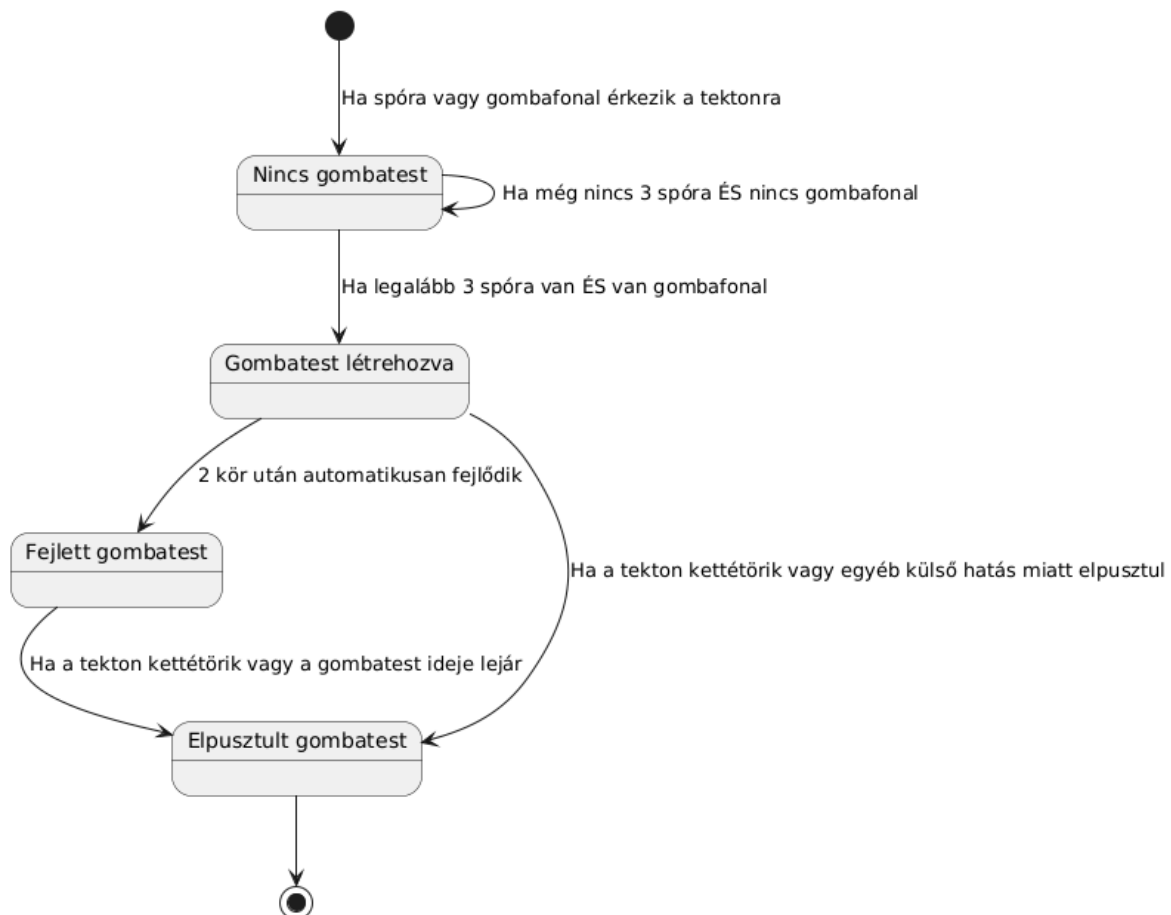 Ha spóra vagy gombafonal érkezik a tektonra
Nincs gombatest
Ha még nincs 3 spóra ÉS nincs gombafonal
Ha legalább 3 spóra van ÉS van gombafonal
Gombatest létrehozva
2 kör után automatikusan fejlődik
Fejlett gombatest
Ha a tekton kettétörik vagy egyéb külső hatás miatt elpusztul
Ha a tekton kettétörik vagy a gombatest ideje lejár
Elpusztult gombatest